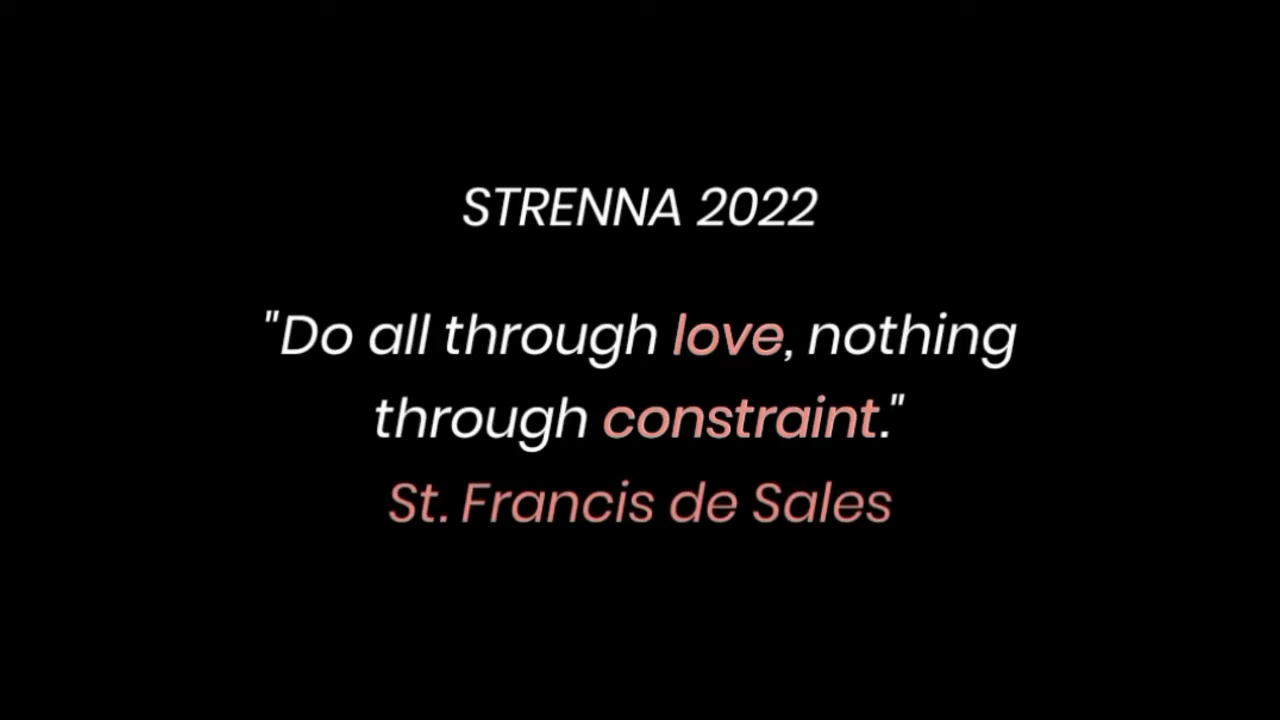 STRENNA 2022
"Do all through love, nothing
through constraint."
St. Francis de Sales